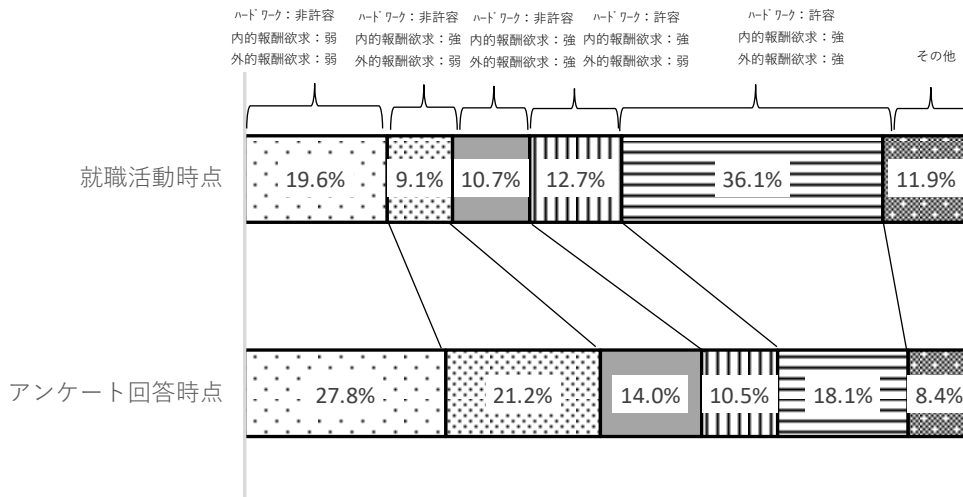 ﾊｰﾄﾞﾜｰｸ：非許容
内的報酬欲求：弱
外的報酬欲求：弱
ﾊｰﾄﾞﾜｰｸ：非許容
内的報酬欲求：強
外的報酬欲求：弱
ﾊｰﾄﾞﾜｰｸ：非許容
内的報酬欲求：強
外的報酬欲求：強
ﾊｰﾄﾞﾜｰｸ：許容
内的報酬欲求：強
外的報酬欲求：弱
ﾊｰﾄﾞﾜｰｸ：許容
内的報酬欲求：強
外的報酬欲求：強
その他
就職活動時点
19.6%
9.1%
10.7%
12.7%
36.1%
11.9%
アンケート回答時点
27.8%
21.2%
14.0%
10.5%
18.1%
8.4%